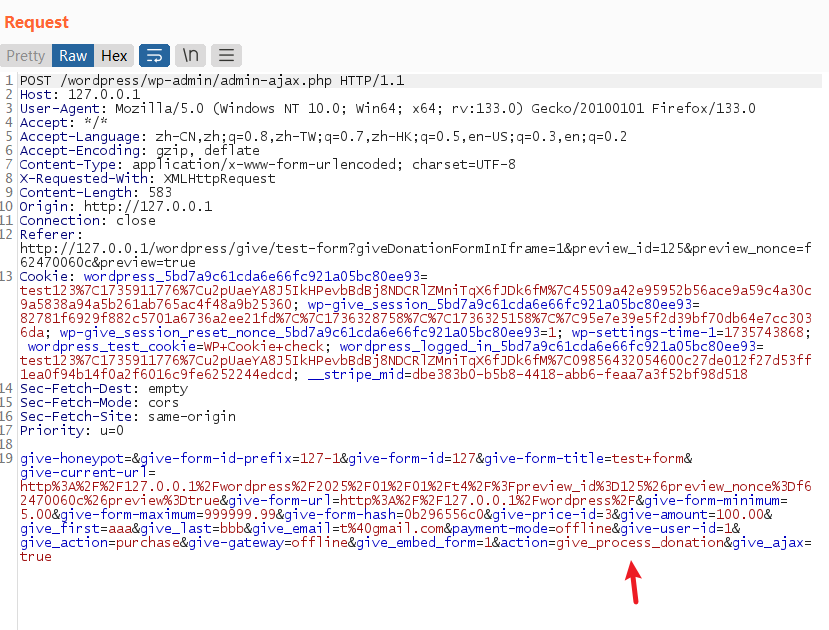 Request
Pretty Raw Hex \n
1 POST /wordpress/wp-admin/admin-ajax.php HTTP/1.1
2 Host: 127.0.0.1
3 User-Agent: Mozilla/5.0 (Windows NT 10.0; Win64; x64; rv:133.0) Gecko/20100101 Firefox/133.0
4 Accept: */*
5 Accept-Language: zh-CN,zh;q=0.8,zh-TW;q=0.7,zh-HK;q=0.5,en-US;q=0.3,en;q=0.2
6 Accept-Encoding: gzip, deflate
7 Content-Type: application/x-www-form-urlencoded; charset=UTF-8
8 X-Requested-With: XMLHttpRequest
9 Content-Length: 583
10 Origin: http://127.0.0.1
11 Connection: close
12 Referer:
http://127.0.0.1/wordpress/give/test-form?giveDonationFormInIframe=1&preview_id=125&preview_nonce=f
62470060c&preview=true
13 Cookie: wordpress_5bd7a9c61cda6e66fc921a05bc80ee93=
test123%7C1735911776%7Cu2pUaeYA8J5IkHPevbBdBj8NDCRlZMniTqX6fJDk6fM%7C45509a42e95952b56ace9a59c4a30c
9a5838a94a5b261ab765ac4f48a9b25360; wp-give_session_5bd7a9c61cda6e66fc921a05bc80ee93=
82781f6929f882c5701a6736a2ee21fd%7C%7C1736328758%7C%7C1736325158%7C%7C95e7e39e5f2d39bf70db64e7cc303
6da; wp-give_session_reset_nonce_5bd7a9c61cda6e66fc921a05bc80ee93=1; wp-settings-time-1=1735743868;
wordpress_test_cookie=WP+Cookie+check; wordpress_logged_in_5bd7a9c61cda6e66fc921a05bc80ee93=
test123%7C1735911776%7Cu2pUaeYA8J5IkHPevbBdBj8NDCRlZMniTqX6fJDk6fM%7C09856432054600c27de012f27d53ff
1ea0f94b14f0a2f6016c9fe6252244edcd; __stripe_mid=dbe383b0-b5b8-4418-abb6-feaa7a3f52bf98d518
14 Sec-Fetch-Dest: empty
15 Sec-Fetch-Mode: cors
16 Sec-Fetch-Site: same-origin
17 Priority: u=0
18
19 give-honeypot=&give-form-id-prefix=127-1&give-form-id=127&give-form-title=test+form&
give-current-url=
http%3A%2F%2F127.0.0.1%2Fwordpress%2F2025%2F01%2F01%2Ft4%2F%3Fpreview_id%3D125%26preview_nonce%3Df6
2470060c%26preview%3Dtrue&give-form-url=http%3A%2F%2F127.0.0.1%2Fwordpress%2F&give-form-minimum=
5.00&give-form-maximum=999999.99&give-form-hash=0b296556c0&give-price-id=3&give-amount=100.00&
give_first=aaa&give_last=bbb&give_email=t%40gmail.com&payment-mode=offline&give-user-id=1&
give_action=purchase&give-gateway=offline&give_embed_form=1&action=give_process_donation&give_ajax=
true